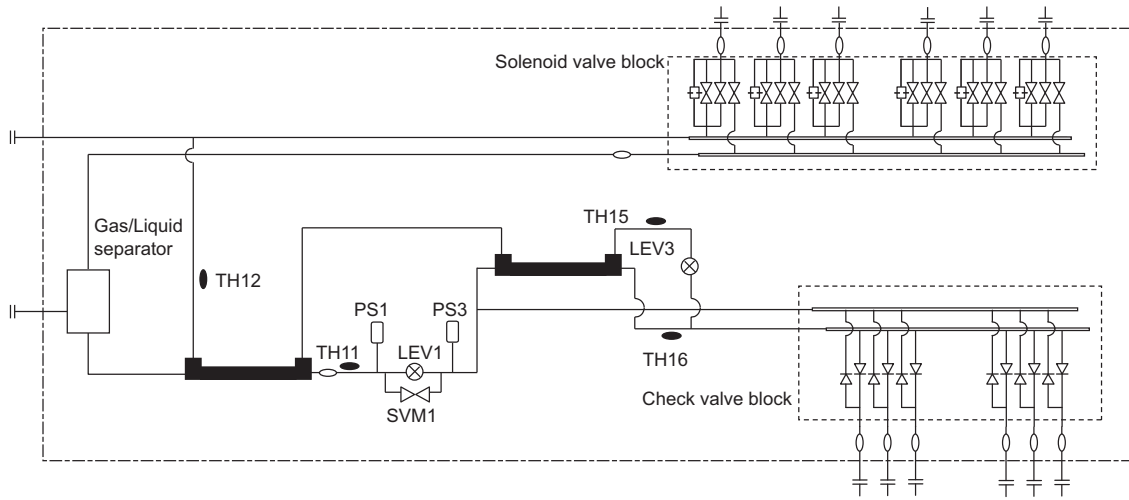 Solenoid valve block
Gas/Liquid
separator
TH15
LEV3
TH12
PS1
PS3
TH11
LEV1
TH16
SVM1
Check valve block